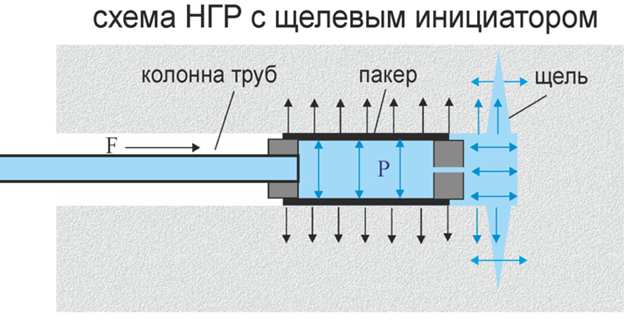 схема НГР с щелевым инициатором
колонна труб
пакер
щель
F
P